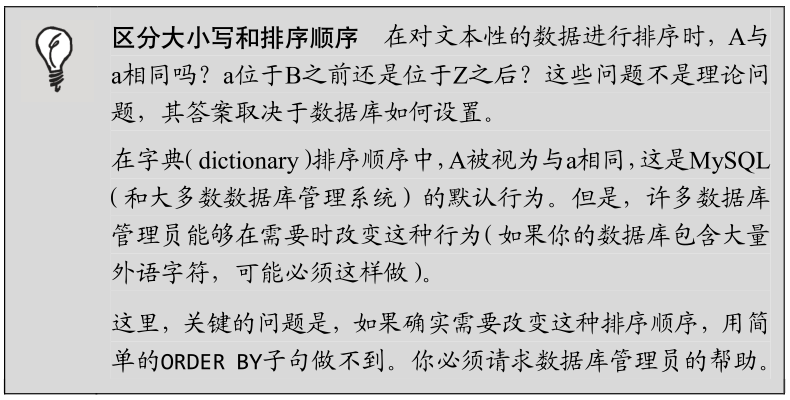 区分大小写和排序顺序 在对文本性的数据进行排序时，A与
a相同吗？a位于B之前还是位于Z之后？这些问题不是理论问
题，其答案取决于数据库如何设置。
在字典(dictionary)排序顺序中，A被视为与a相同，这是MySQL
（和大多数数据库管理系统）的默认行为。但是，许多数据库
管理员能够在需要时改变这种行为（如果你的数据库包含大量
外语字符，可能必须这样做）。
这里，关键的问题是，如果确实需要改变这种排序顺序，用简
单的ORDER BY子句做不到。你必须请求数据库管理员的帮助。